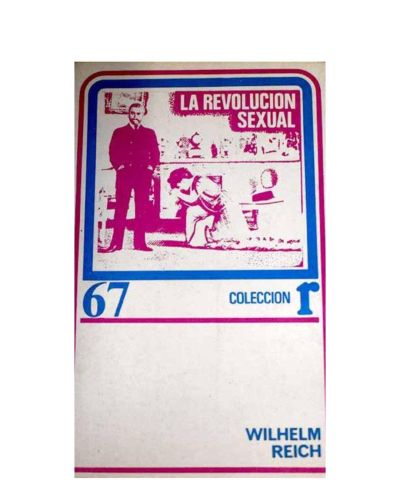 LA REVOLUCION
SEXUAL
67
COLECCION r
WILHELM
REICH